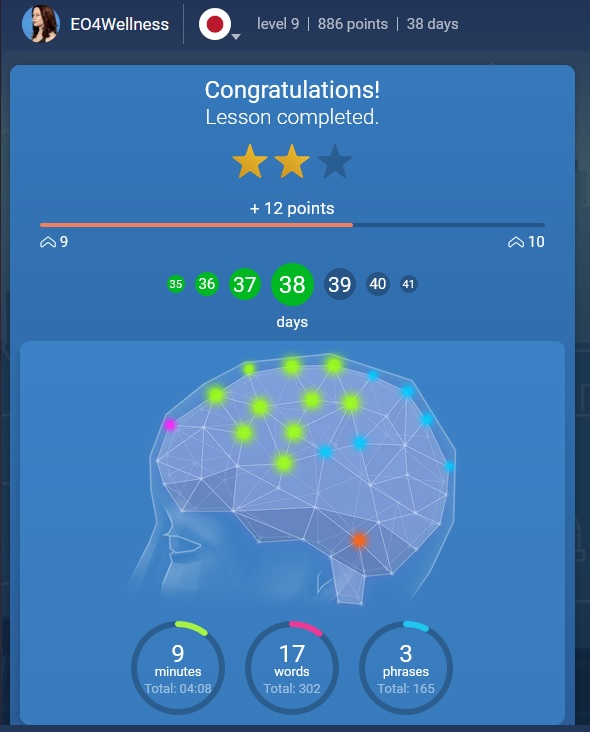 EO4Wellness level 9 | 886 points | 38 days
Congratulations!
Lesson completed.
+ 12 points
9 10
35 36 37 38 39 40 41
days
9 17 3
minutes words phrases
Total: 04:08 Total: 302 Total: 165